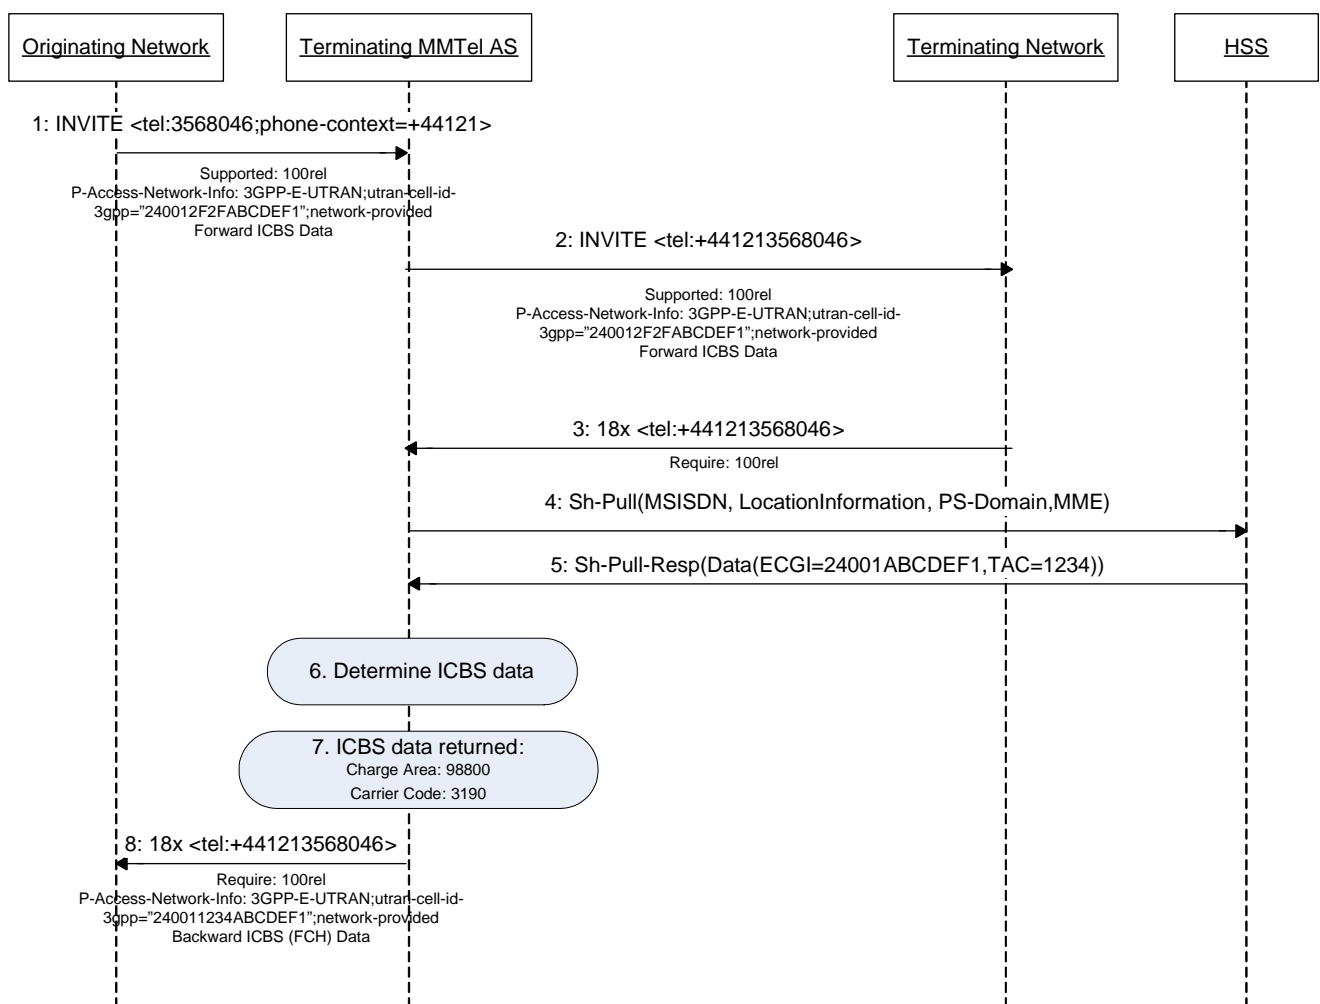 Originating Network
Terminating MMTel AS
Terminating Network
HSS
1: INVITE <tel:3568046;phone-context=+44121>
Supported: 100rel
P-Access-Network-Info: 3GPP-E-UTRAN;utran-cell-id-
3gpp=”240012F2FABCDEF1”;network-provided
Forward ICBS Data
2: INVITE <tel:+441213568046>
Supported: 100rel
P-Access-Network-Info: 3GPP-E-UTRAN;utran-cell-id-
3gpp=”240012F2FABCDEF1”;network-provided
Forward ICBS Data
3: 18x <tel:+441213568046>
Require: 100rel
4: Sh-Pull(MSISDN, LocationInformation, PS-Domain,MME)
5: Sh-Pull-Resp(Data(ECGI=24001ABCDEF1,TAC=1234))
6. Determine ICBS data
7. ICBS data returned:
Charge Area: 98800
Carrier Code: 3190
8: 18x <tel:+441213568046>
Require: 100rel
P-Access-Network-Info: 3GPP-E-UTRAN;utran-cell-id-
3gpp=”240011234ABCDEF1”;network-provided
Backward ICBS (FCH) Data